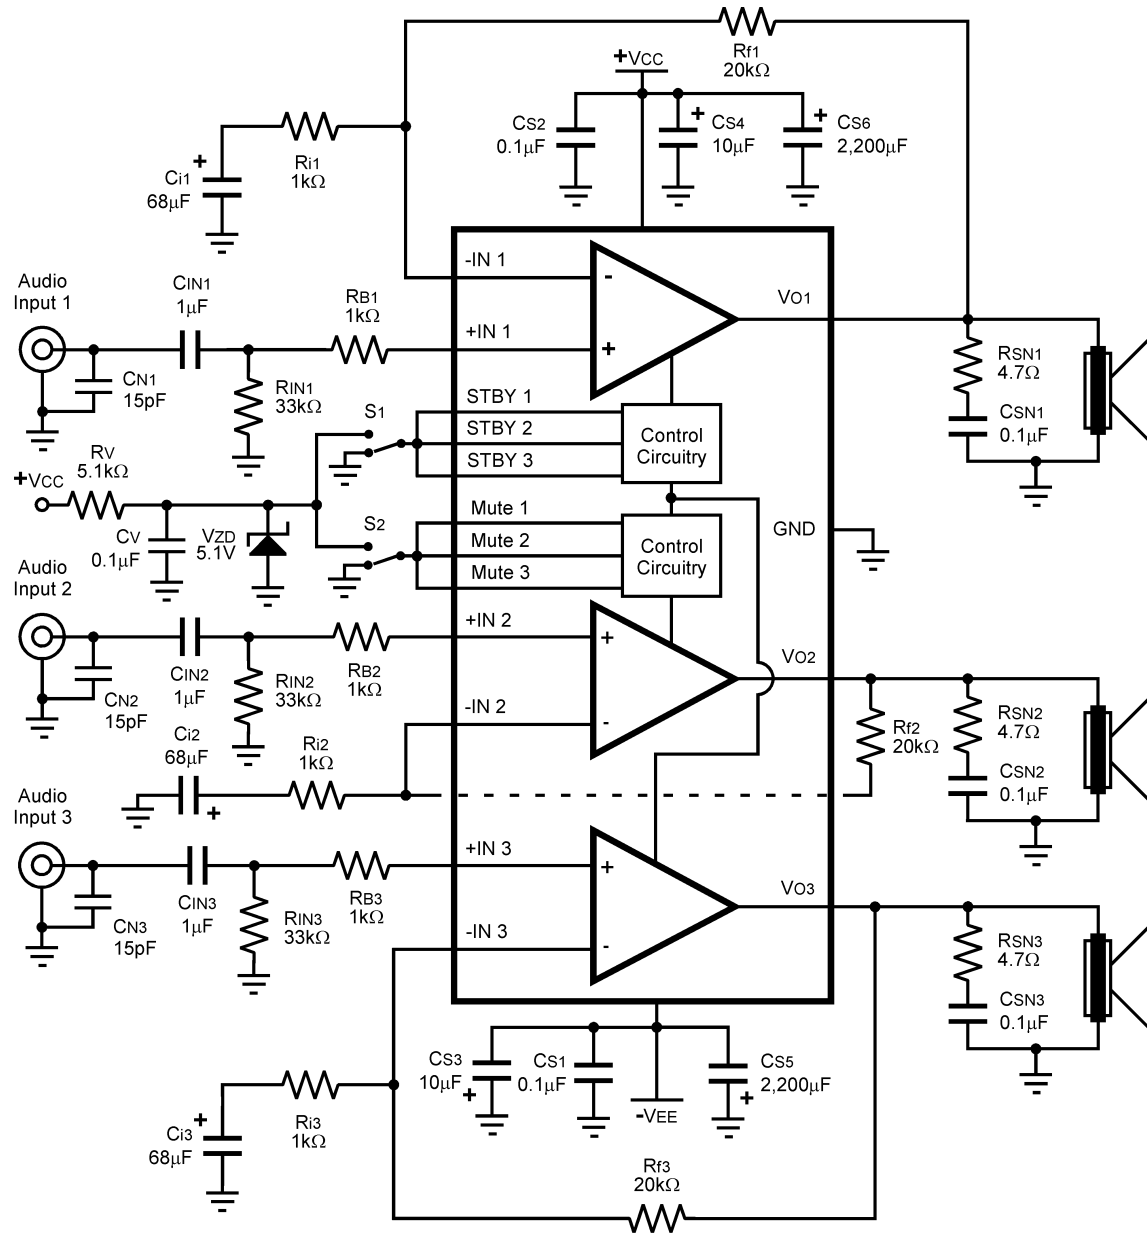 Rf1
20kΩ
+VCC
CS2
0.1µF
CS4
+
10µF
CS6
+
2,200µF
Ri1
1kΩ
+
Ci1
68µF
Audio
Input 1
CIN1
1µF
RB1
1kΩ
-IN 1
-
VO1
+IN 1
+
CN1
15pF
RIN1
33kΩ
RSN1
4.7Ω
CSN1
0.1µF
S1
STBY 1
STBY 2
STBY 3
Control
Circuitry
RV
5.1kΩ
+VCC
CV
0.1µF
VZD
5.1V
S2
Mute 1
Mute 2
Mute 3
Control
Circuitry
GND
Audio
Input 2
CIN2
1µF
RB2
1kΩ
+IN 2
+
VO2
CN2
15pF
RIN2
33kΩ
-IN 2
-
Rf2
20kΩ
RSN2
4.7Ω
CSN2
0.1µF
Ci2
68µF
+
Ri2
1kΩ
Audio
Input 3
CIN3
1µF
RB3
1kΩ
+IN 3
+
VO3
CN3
15pF
RIN3
33kΩ
-IN 3
-
RSN3
4.7Ω
CSN3
0.1µF
CS3
10µF
+
CS1
0.1µF
CS5
2,200µF
+
-VEE
Ri3
1kΩ
+
Ci3
68µF
Rf3
20kΩ